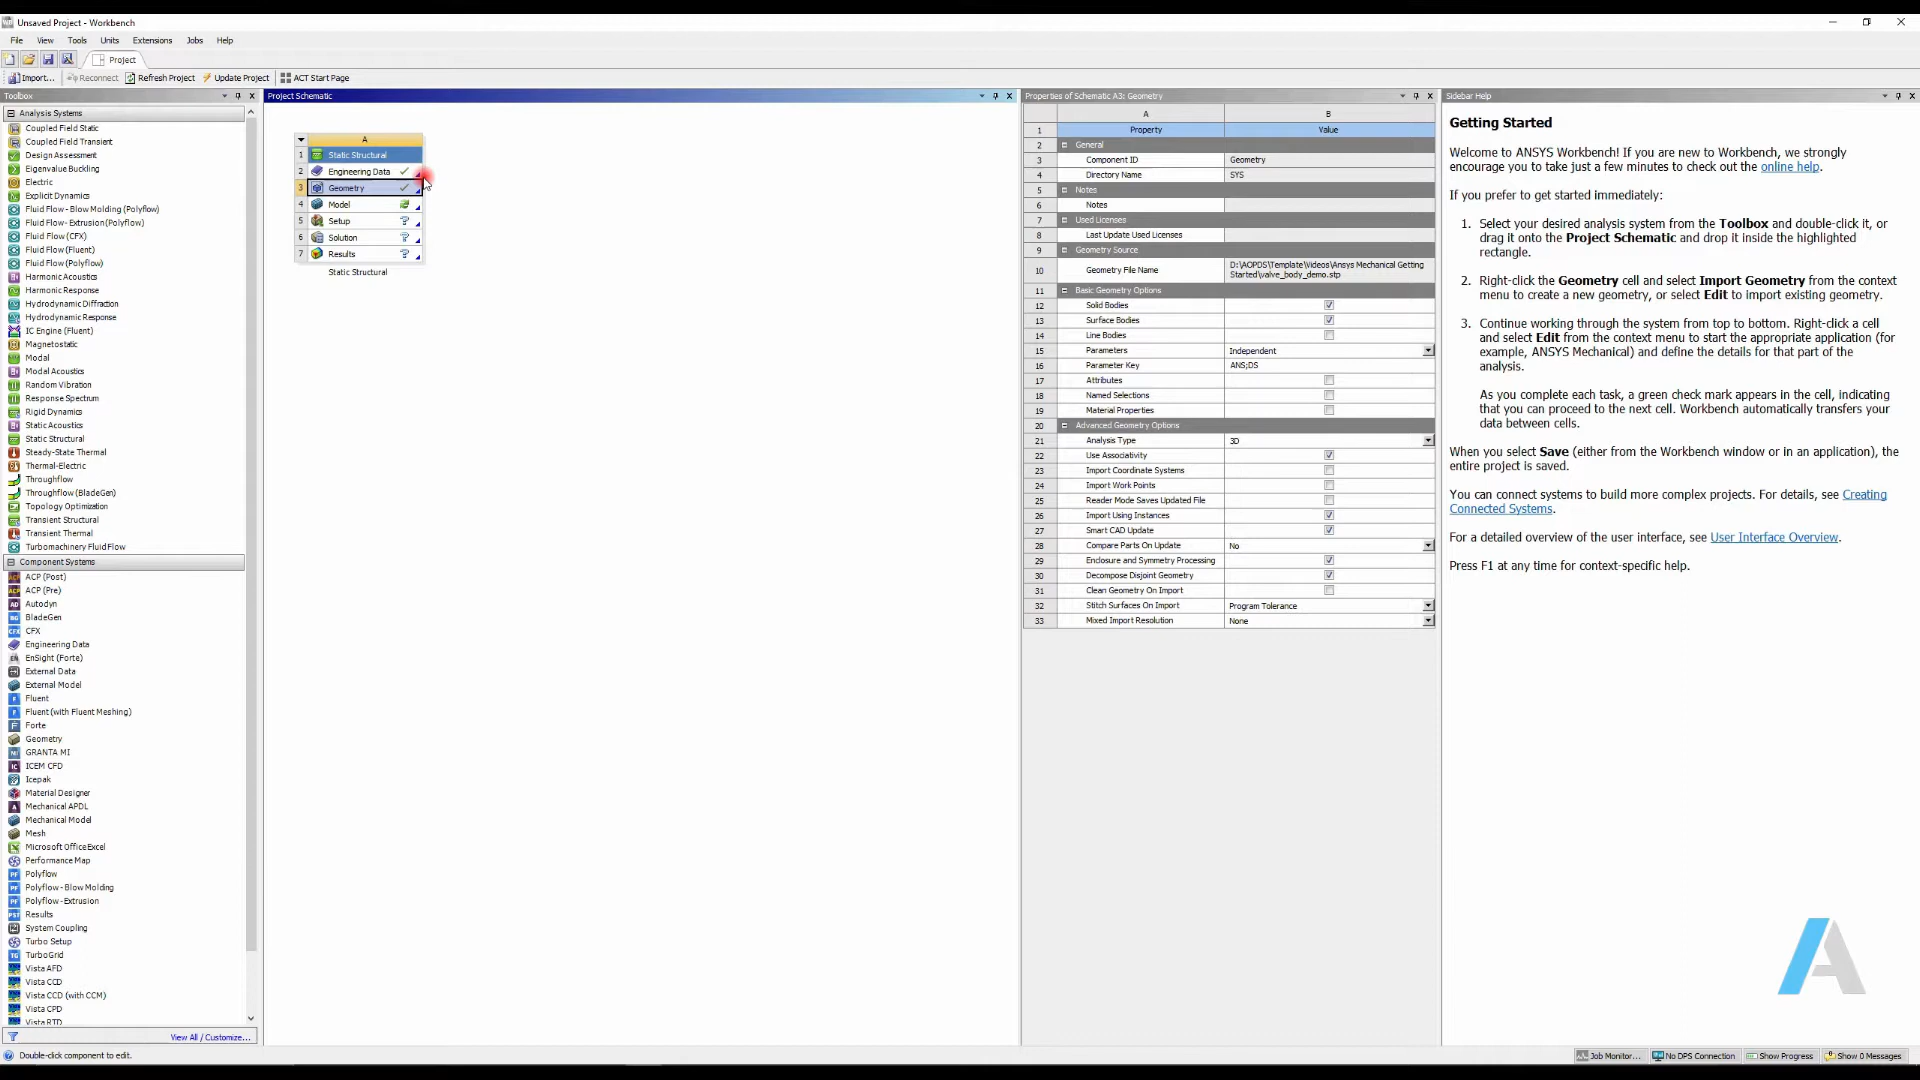 Unsaved Project - Workbench
File View Tools Units Extensions Jobs Help
Project
Import... Reconnect Refresh Project Update Project ACT Start Page
Toolbox
Analysis Systems
Coupled Field Static
Coupled Field Transient
Design Assessment
Eigenvalue Buckling
Electric
Explicit Dynamics
Fluid Flow - Blow Molding (Polyflow)
Fluid Flow - Extrusion (Polyflow)
Fluid Flow (CFX)
Fluid Flow (Fluent)
Fluid Flow (Polyflow)
Harmonic Acoustics
Harmonic Response
Hydrodynamic Diffraction
Hydrodynamic Response
IC Engine (Fluent)
Magnetostatic
Modal
Modal Acoustics
Random Vibration
Response Spectrum
Rigid Dynamics
Static Acoustics
Static Structural
Steady-State Thermal
Thermal-Electric
Throughflow
Throughflow (BladeGen)
Topology Optimization
Transient Structural
Transient Thermal
Turbomachinery Fluid Flow
Component Systems
ACP (Post)
ACP (Pre)
Autodyn
BladeGen
CFX
Engineering Data
EnSight (Forte)
External Data
External Model
Fluent
Fluent (with Fluent Meshing)
Forte
Geometry
GRANTA MI
ICEM CFD
Icepak
Material Designer
Mechanical APDL
Mechanical Model
Mesh
Microsoft Office Excel
Performance Map
Polyflow
Polyflow - Blow Molding
Polyflow - Extrusion
Results
System Coupling
Turbo Setup
TurboGrid
Vista AFD
Vista CCD
Vista CCD (with CCM)
Vista CPD
Vista RTD
View All / Customize...
Double-click component to edit.
Project Schematic
A
1 Static Structural
2 Engineering Data
3 Geometry
4 Model
5 Setup
6 Solution
7 Results
Static Structural
Properties of Schematic A3: Geometry
A B
1 Property Value
2 General
3 Component ID Geometry
4 Directory Name SYS
5 Notes
6 Notes
7 Used Licenses
8 Last Update Used Licenses
9 Geometry Source
10 Geometry File Name D:\AOPDS\Template\Videos\Ansys Mechanical Getting
Started\valve_body_demo.stp
11 Basic Geometry Options
12 Solid Bodies
13 Surface Bodies
14 Line Bodies
15 Parameters Independent
16 Parameter Key ANS;DS
17 Attributes
18 Named Selections
19 Material Properties
20 Advanced Geometry Options
21 Analysis Type 3D
22 Use Associativity
23 Import Coordinate Systems
24 Import Work Points
25 Reader Mode Saves Updated File
26 Import Using Instances
27 Smart CAD Update
28 Compare Parts On Update No
29 Enclosure and Symmetry Processing
30 Decompose Disjoint Geometry
31 Clean Geometry On Import
32 Stitch Surfaces On Import Program Tolerance
33 Mixed Import Resolution None
Sidebar Help
Getting Started
Welcome to ANSYS Workbench! If you are new to Workbench, we strongly
encourage you to take just a few minutes to check out the online help.
If you prefer to get started immediately:
1. Select your desired analysis system from the Toolbox and double-click it, or
drag it onto the Project Schematic and drop it inside the highlighted
rectangle.
2. Right-click the Geometry cell and select Import Geometry from the context
menu to create a new geometry, or select Edit to import existing geometry.
3. Continue working through the system from top to bottom. Right-click a cell
and select Edit from the context menu to start the appropriate application (for
example, ANSYS Mechanical) and define the details for that part of the
analysis.
As you complete each task, a green check mark appears in the cell, indicating
that you can proceed to the next cell. Workbench automatically transfers your
data between cells.
When you select Save (either from the Workbench window or in an application), the
entire project is saved.
You can connect systems to build more complex projects. For details, see Creating
Connected Systems.
For a detailed overview of the user interface, see User Interface Overview.
Press F1 at any time for context-specific help.
Job Monitor... No DPS Connection Show Progress Show 0 Messages